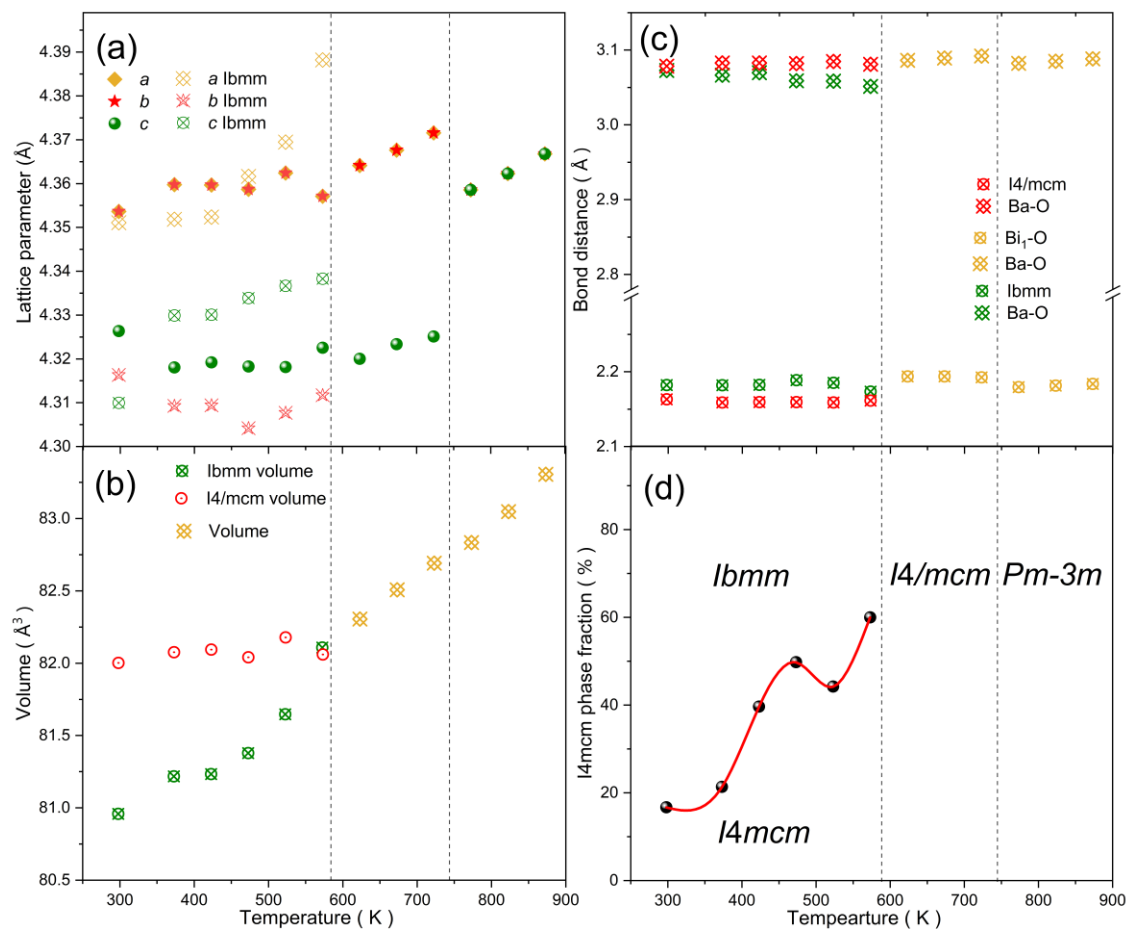 (a)
a
a Ibmm
b
b Ibmm
c
c Ibmm
4.39
4.38
4.37
4.36
4.35
4.34
4.33
4.32
4.31
4.30
Lattice parameter (Å)
(b)
Ibmm volume
I4/mcm volume
Volume
83.0
82.5
82.0
81.5
81.0
80.5
Volume ( Å³ )
300 400 500 600 700 800 900
Temperature ( K )
(c)
I4/mcm
Ba-O
Bi₁-O
Ba-O
Ibmm
Ba-O
3.1
3.0
2.9
2.8
2.2
2.1
Bond distance ( Å )
(d)
Ibmm
I4/mcm
Pm-3m
I4mcm
80
60
40
20
0
I4mcm phase fraction ( % )
300 400 500 600 700 800 900
Tempearture ( K )